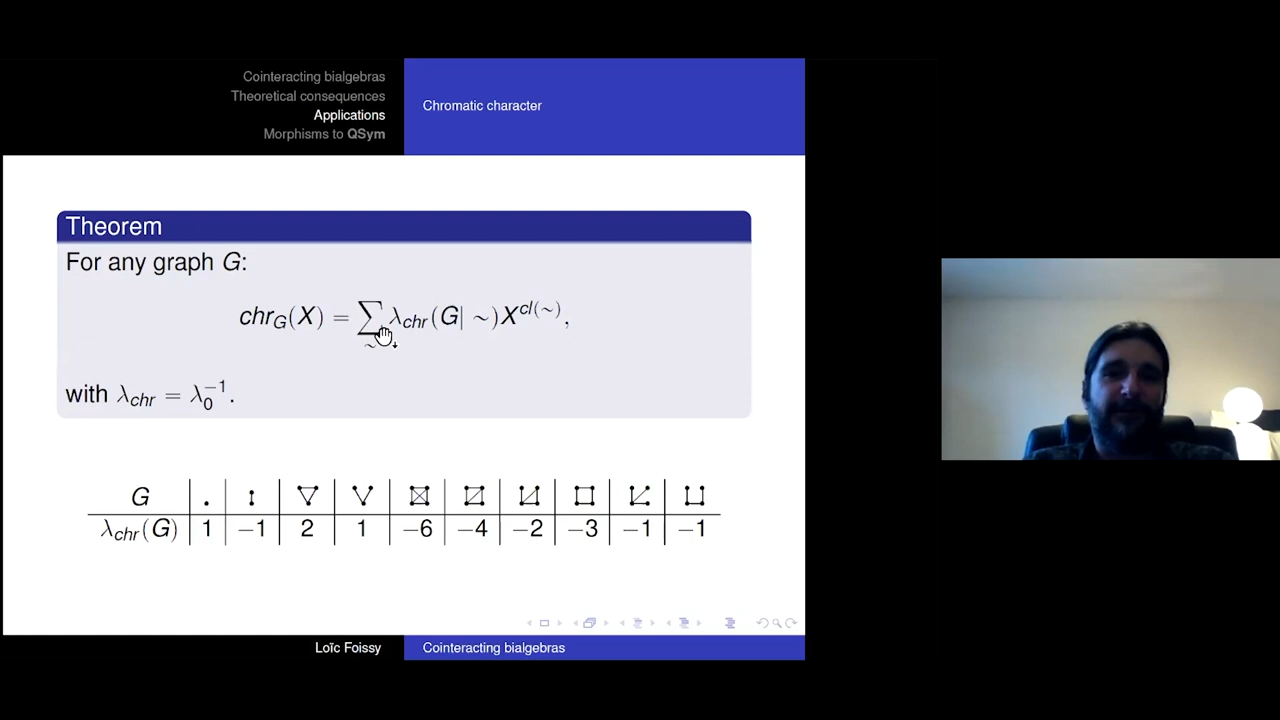 Cointeracting bialgebras
Theoretical consequences
Applications
Morphisms to QSym
Chromatic character
Theorem
For any graph G:
chr_G(X) = ∑_∼ λ_chr(G| ∼)X^cl(∼),
with λ_chr = λ_0^−1.
G
λ_chr(G) 1 −1 2 1 −6 −4 −2 −3 −1 −1
Loïc Foissy
Cointeracting bialgebras